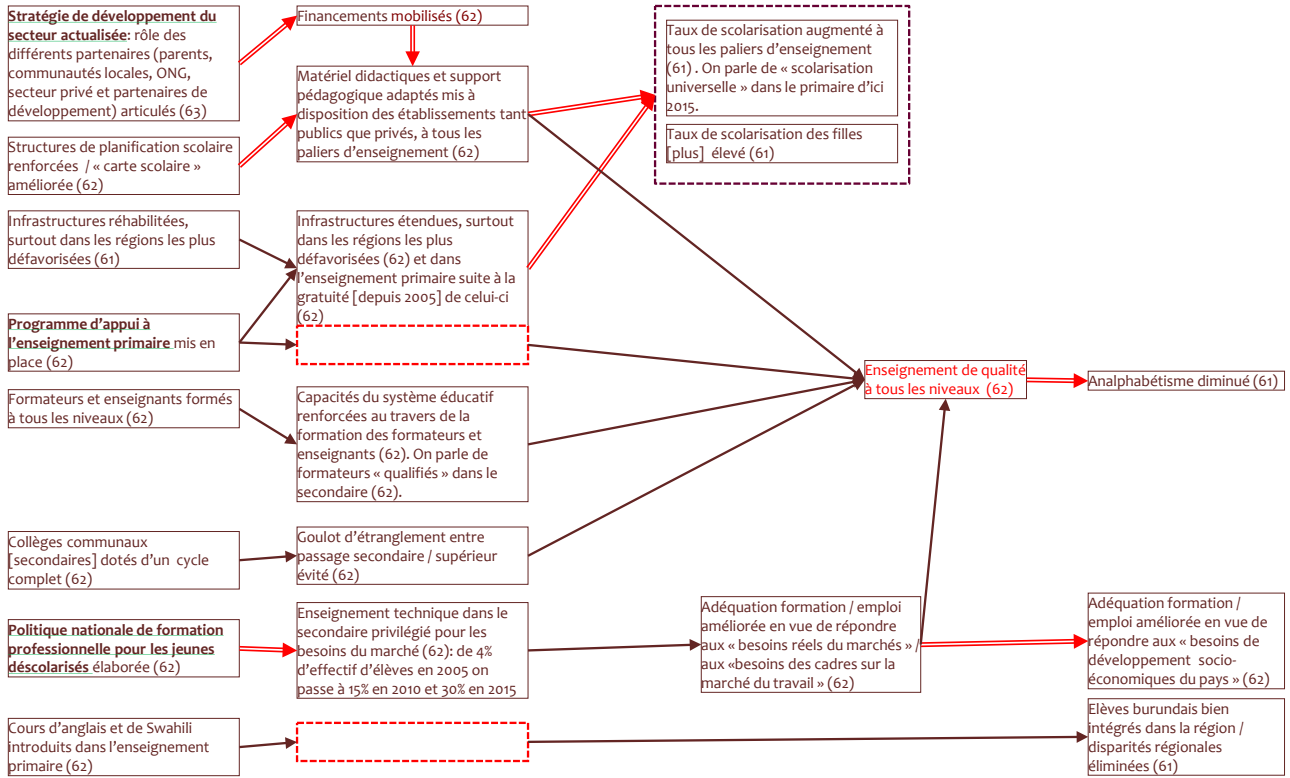 Stratégie de développement du
secteur actualisée: rôle des
différents partenaires (parents,
communautés locales, ONG,
secteur privé et partenaires de
développement) articulés (63)
Structures de planification scolaire
renforcées / « carte scolaire »
améliorée (62)
Infrastructures réhabilitées,
surtout dans les régions les plus
défavorisées (61)
Programme d'appui à
l'enseignement primaire mis en
place (62)
Formateurs et enseignants formés
à tous les niveaux (62)
Collèges communaux
[secondaires] dotés d'un cycle
complet (62)
Politique nationale de formation
professionnelle pour les jeunes
déscolarisés élaborée (62)
Cours d'anglais et de Swahili
introduits dans l'enseignement
primaire (62)
Financements mobilisés (62)
Matériel didactiques et support
pédagogique adaptés mis à
disposition des établissements tant
publics que privés, à tous les
paliers d'enseignement (62)
Infrastructures étendues, surtout
dans les régions les plus
défavorisées (62) et dans
l'enseignement primaire suite à la
gratuité [depuis 2005] de celui-ci
(62)
Capacités du système éducatif
renforcées au travers de la
formation des formateurs et
enseignants (62). On parle de
formateurs « qualifiés » dans le
secondaire (62).
Goulot d'étranglement entre
passage secondaire / supérieur
évité (62)
Enseignement technique dans le
secondaire privilégié pour les
besoins du marché (62): de 4%
d'effectif d'élèves en 2005 on
passe à 15% en 2010 et 30% en 2015
Taux de scolarisation augmenté à
tous les paliers d'enseignement
(61) . On parle de « scolarisation
universelle » dans le primaire d'ici
2015.
Taux de scolarisation des filles
[plus] élevé (61)
Enseignement de qualité
à tous les niveaux (62)
Adéquation formation / emploi
améliorée en vue de répondre
aux « besoins réels du marchés » /
aux «besoins des cadres sur la
marché du travail » (62)
Analphabétisme diminué (61)
Adéquation formation /
emploi améliorée en vue de
répondre aux « besoins de
développement socio-
économiques du pays » (62)
Elèves burundais bien
intégrés dans la région /
disparités régionales
éliminées (61)